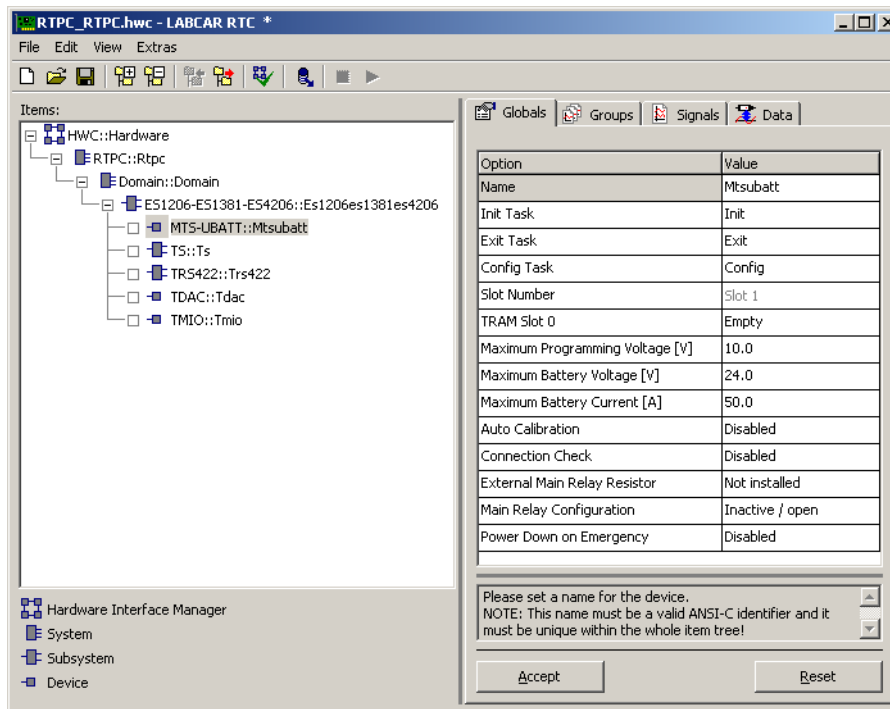 RTPC_RTPC.hwc - LABCAR RTC *
File Edit View Extras
Items:
HWC::Hardware
RTPC::Rtpc
Domain::Domain
ES1206-ES1381-ES4206::Es1206es1381es4206
MTS-UBATT::Mtsubatt
TS::Ts
TRS422::Trs422
TDAC::Tdac
TMIO::Tmio
Hardware Interface Manager
System
Subsystem
Device
Globals Groups Signals Data
Option Value
Name Mtsubatt
Init Task Init
Exit Task Exit
Config Task Config
Slot Number Slot 1
TRAM Slot 0 Empty
Maximum Programming Voltage [V] 10.0
Maximum Battery Voltage [V] 24.0
Maximum Battery Current [A] 50.0
Auto Calibration Disabled
Connection Check Disabled
External Main Relay Resistor Not installed
Main Relay Configuration Inactive / open
Power Down on Emergency Disabled
Please set a name for the device.
NOTE: This name must be a valid ANSI-C identifier and it
must be unique within the whole item tree!
Accept Reset